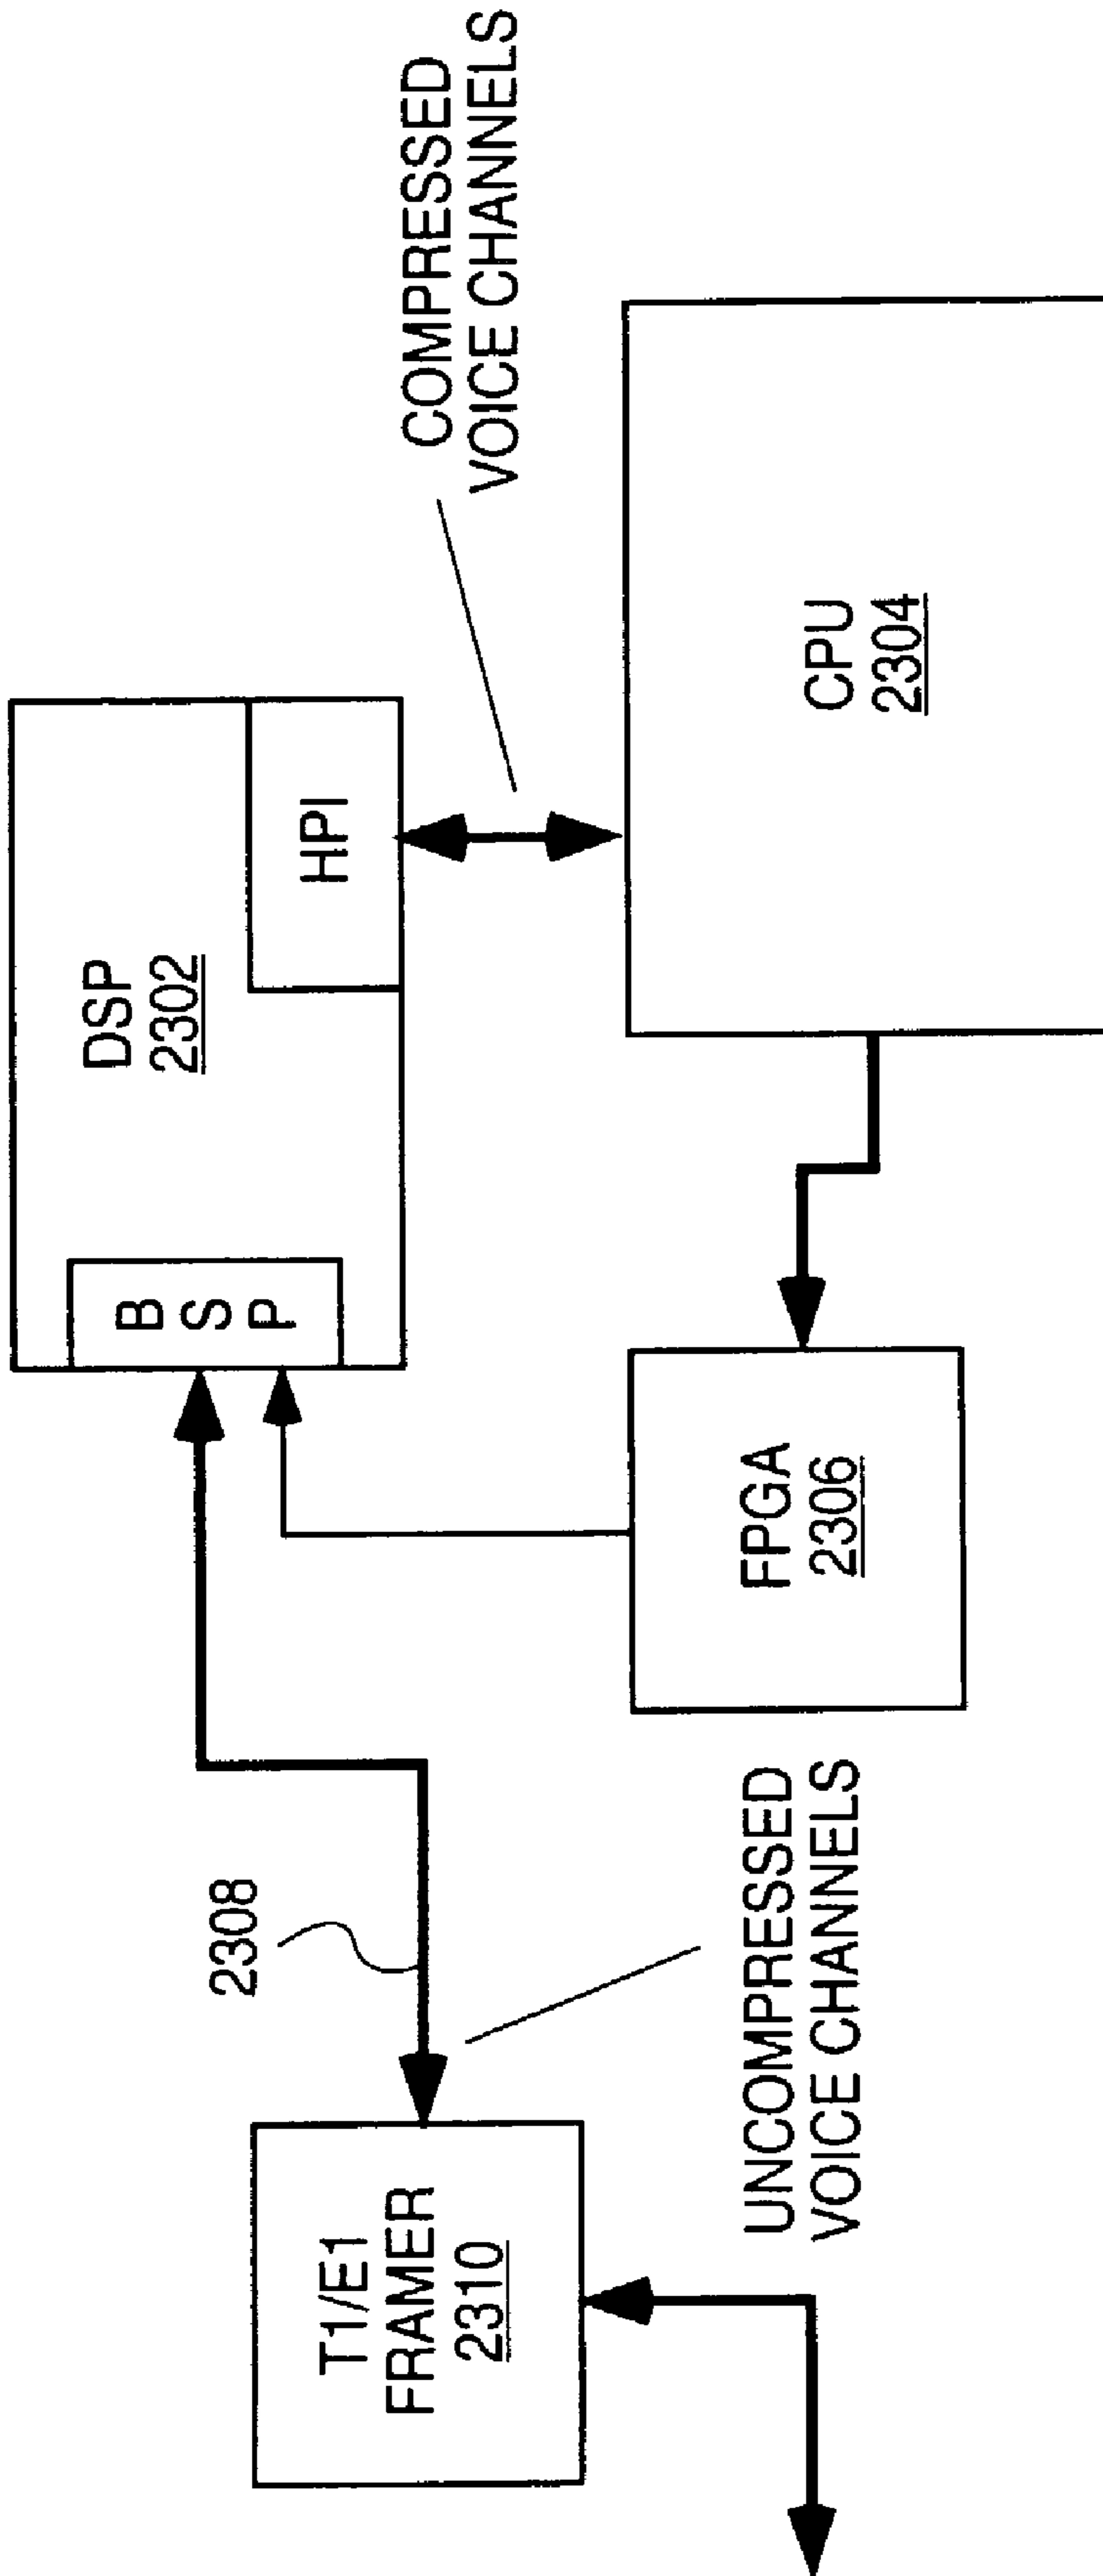 DSP
2302
B
S
P
HPI
COMPRESSED
VOICE CHANNELS
2308
T1/E1
FRAMER
2310
FPGA
2306
CPU
2304
UNCOMPRESSED
VOICE CHANNELS